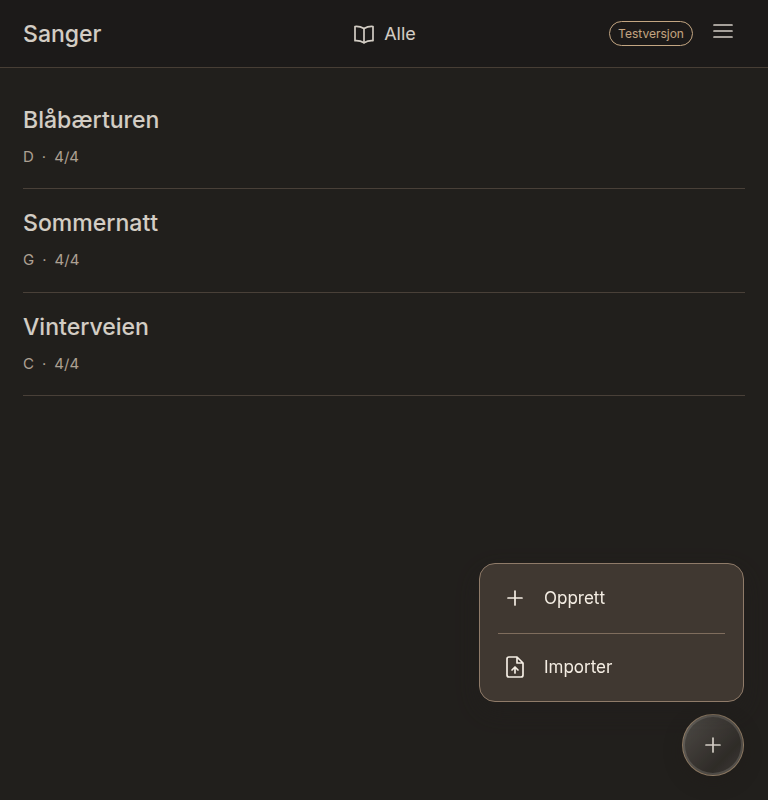 Sanger
Alle
Testversjon
Blåbærturen
D · 4/4
Sommernatt
G · 4/4
Vinterveien
C · 4/4
Opprett
Importer